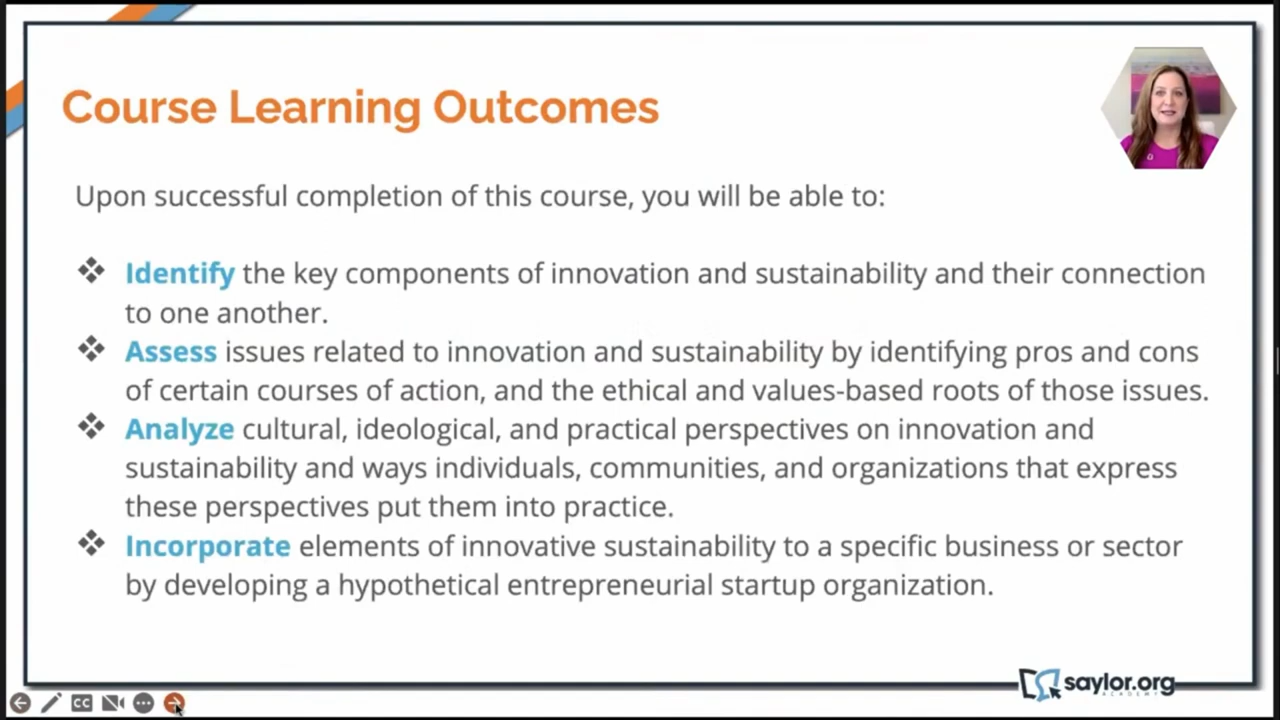 Course Learning Outcomes
Upon successful completion of this course, you will be able to:
Identify the key components of innovation and sustainability and their connection
to one another.
Assess issues related to innovation and sustainability by identifying pros and cons
of certain courses of action, and the ethical and values-based roots of those issues.
Analyze cultural, ideological, and practical perspectives on innovation and
sustainability and ways individuals, communities, and organizations that express
these perspectives put them into practice.
Incorporate elements of innovative sustainability to a specific business or sector
by developing a hypothetical entrepreneurial startup organization.
saylor.org
ACADEMY
CC